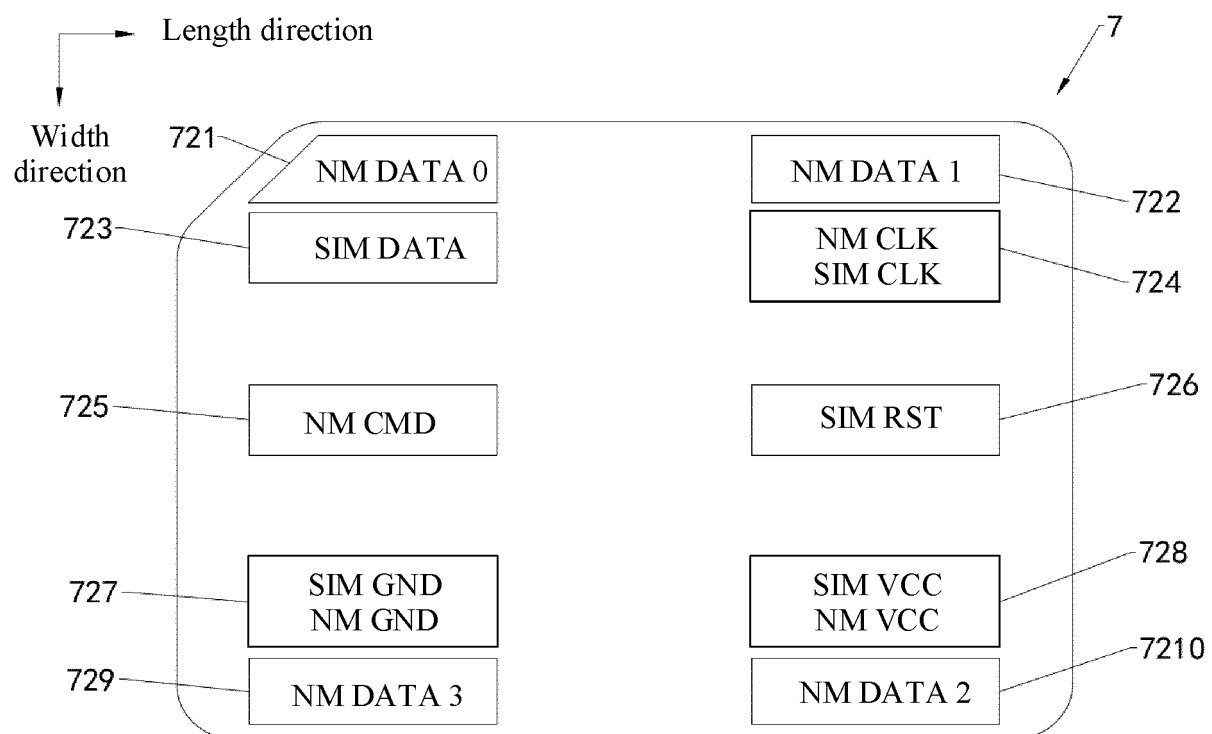 Length direction
7
Width
direction
721
NM DATA 0
NM DATA 1
722
723
SIM DATA
NM CLK
SIM CLK
724
725
NM CMD
SIM RST
726
727
SIM GND
NM GND
SIM VCC
NM VCC
728
729
NM DATA 3
NM DATA 2
7210